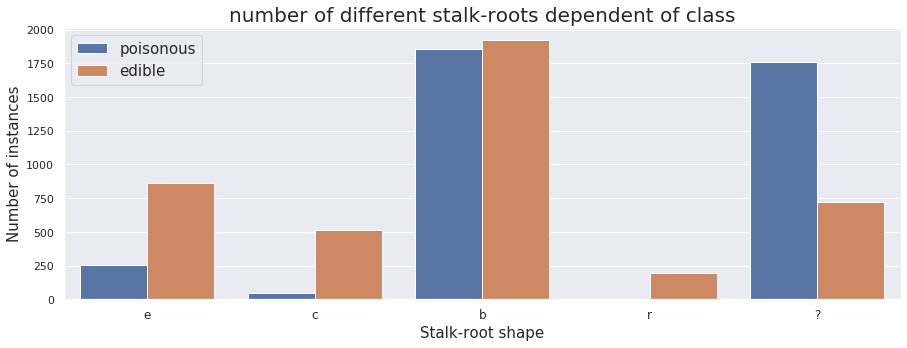 number of different stalk-roots dependent of class
poisonous
edible
Number of instances
2000
1750
1500
1250
1000
750
500
250
0
e c b r ?
Stalk-root shape